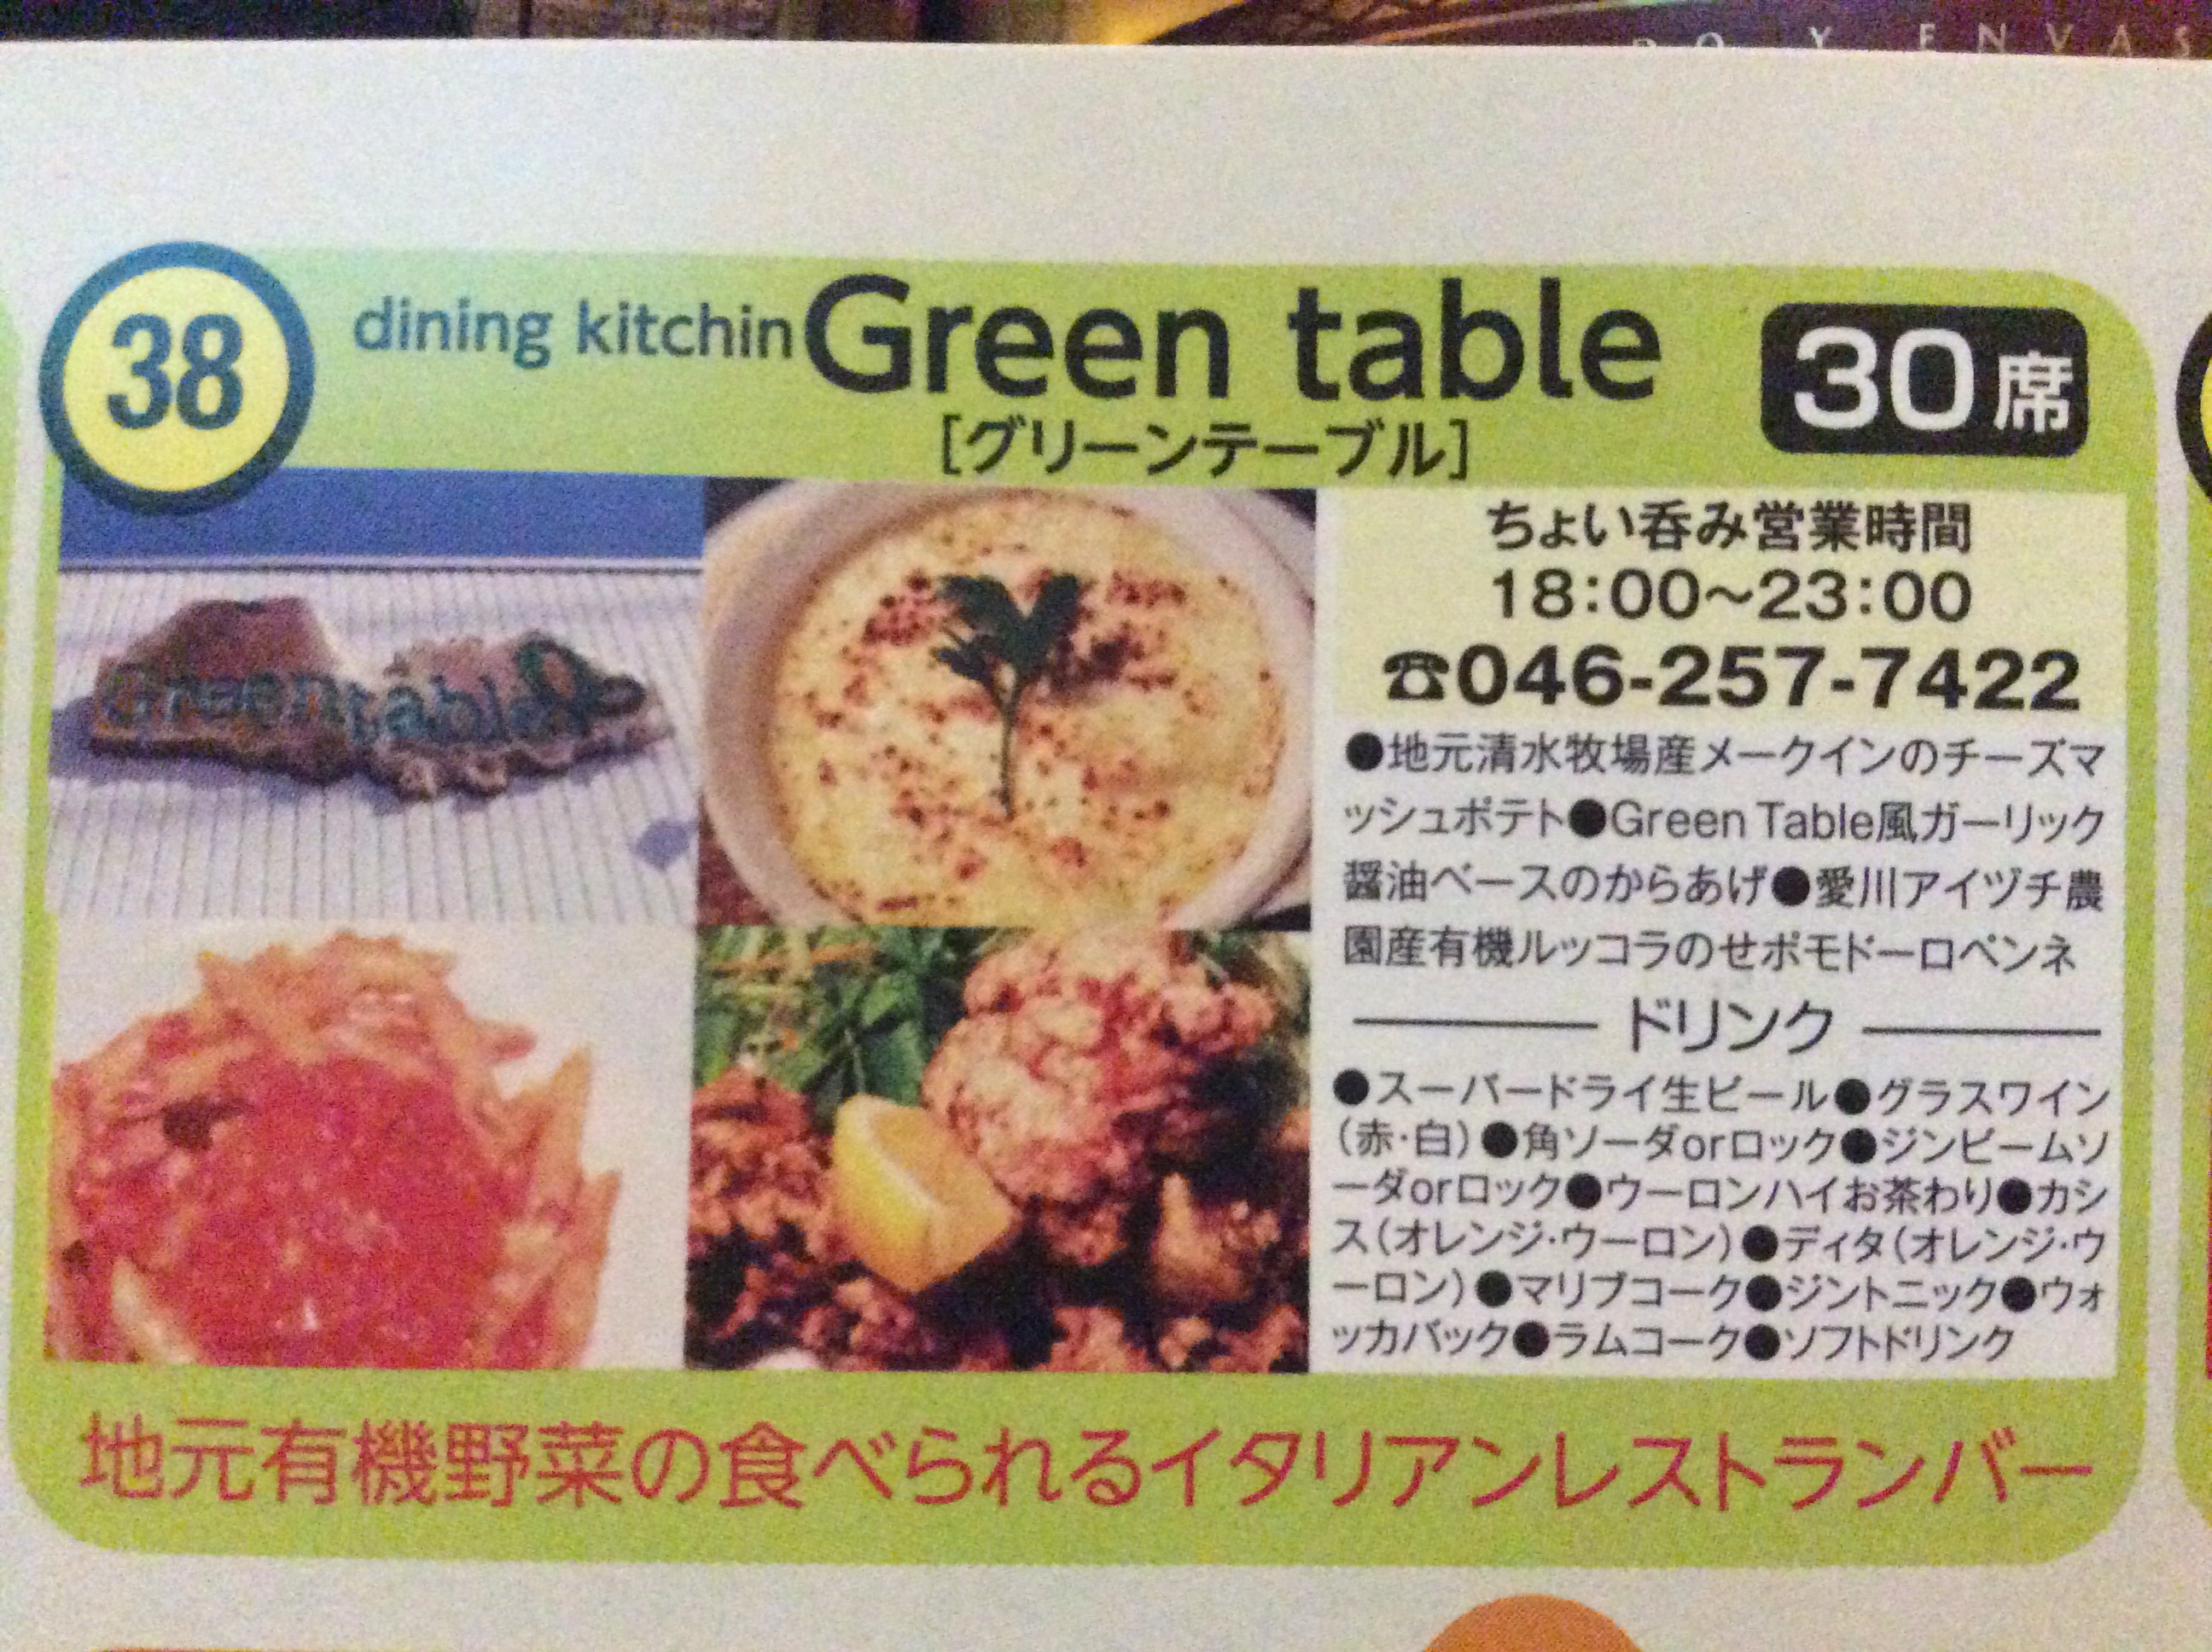 38
dining kitchin Green table
[グリーンテーブル]
30席
Green table
ちょい呑み営業時間
18:00〜23:00
☎046-257-7422
●地元清水牧場産メークインのチーズマ
ッシュポテト●Green Table風ガーリック
醤油ベースのからあげ●愛川アイヅチ農
園産有機ルッコラのせポモドーロペンネ
ドリンク
●スーパードライ生ビール●グラスワイン
(赤・白)●角ソーダorロック●ジンビームソ
ーダorロック●ウーロンハイお茶わり●カシ
ス(オレンジ・ウーロン)●ディタ(オレンジ・ウ
ーロン)●マリブコーク●ジントニック●ウォ
ッカバック●ラムコーク●ソフトドリンク
地元有機野菜の食べられるイタリアンレストランバー